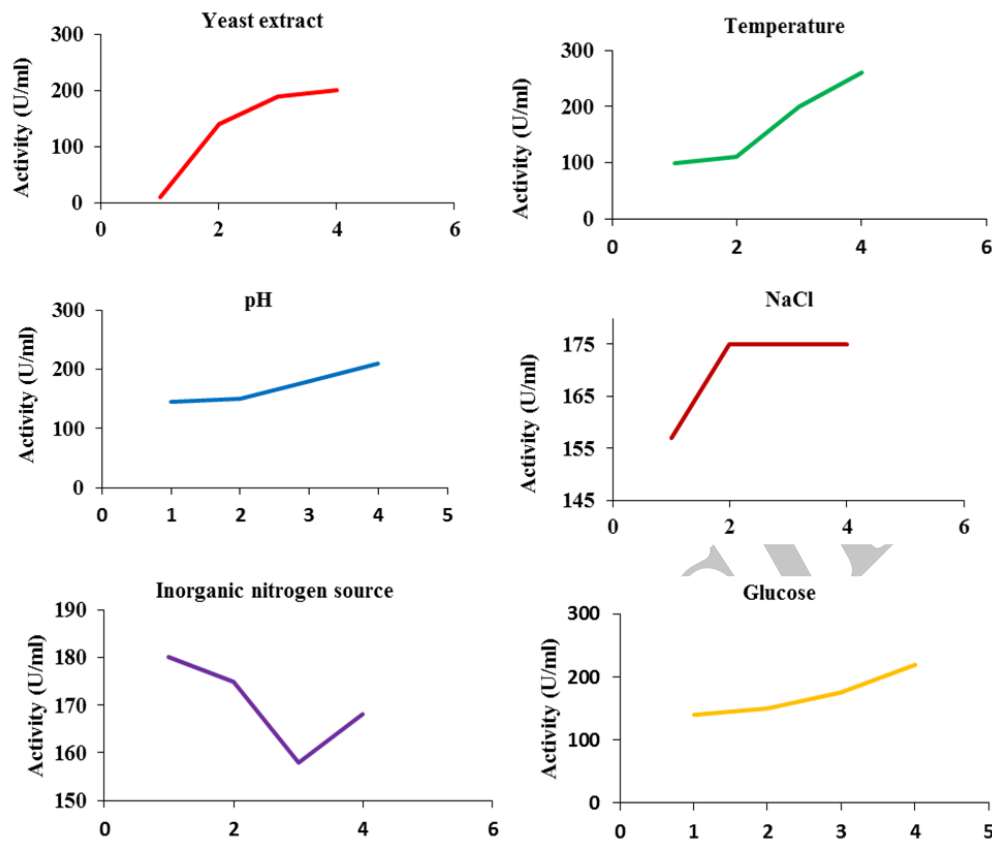 Yeast extract
Activity (U/ml)
300
200
100
0
0 2 4 6
Temperature
Activity (U/ml)
300
200
100
0
0 2 4 6
pH
Activity (U/ml)
300
200
100
0
0 1 2 3 4 5
NaCl
Activity (U/ml)
175
165
155
145
0 2 4 6
Inorganic nitrogen source
Activity (U/ml)
190
180
170
160
150
0 2 4 6
Glucose
Activity (U/ml)
300
200
100
0
0 1 2 3 4 5